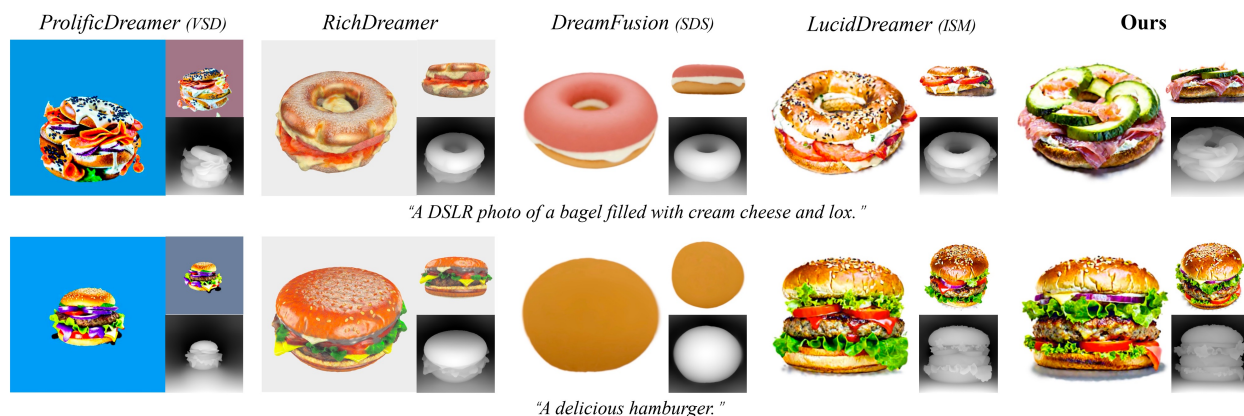 ProlificDreamer (VSD) RichDreamer DreamFusion (SDS) LucidDreamer (ISM) Ours
“A DSLR photo of a bagel filled with cream cheese and lox.”
“A delicious hamburger.”